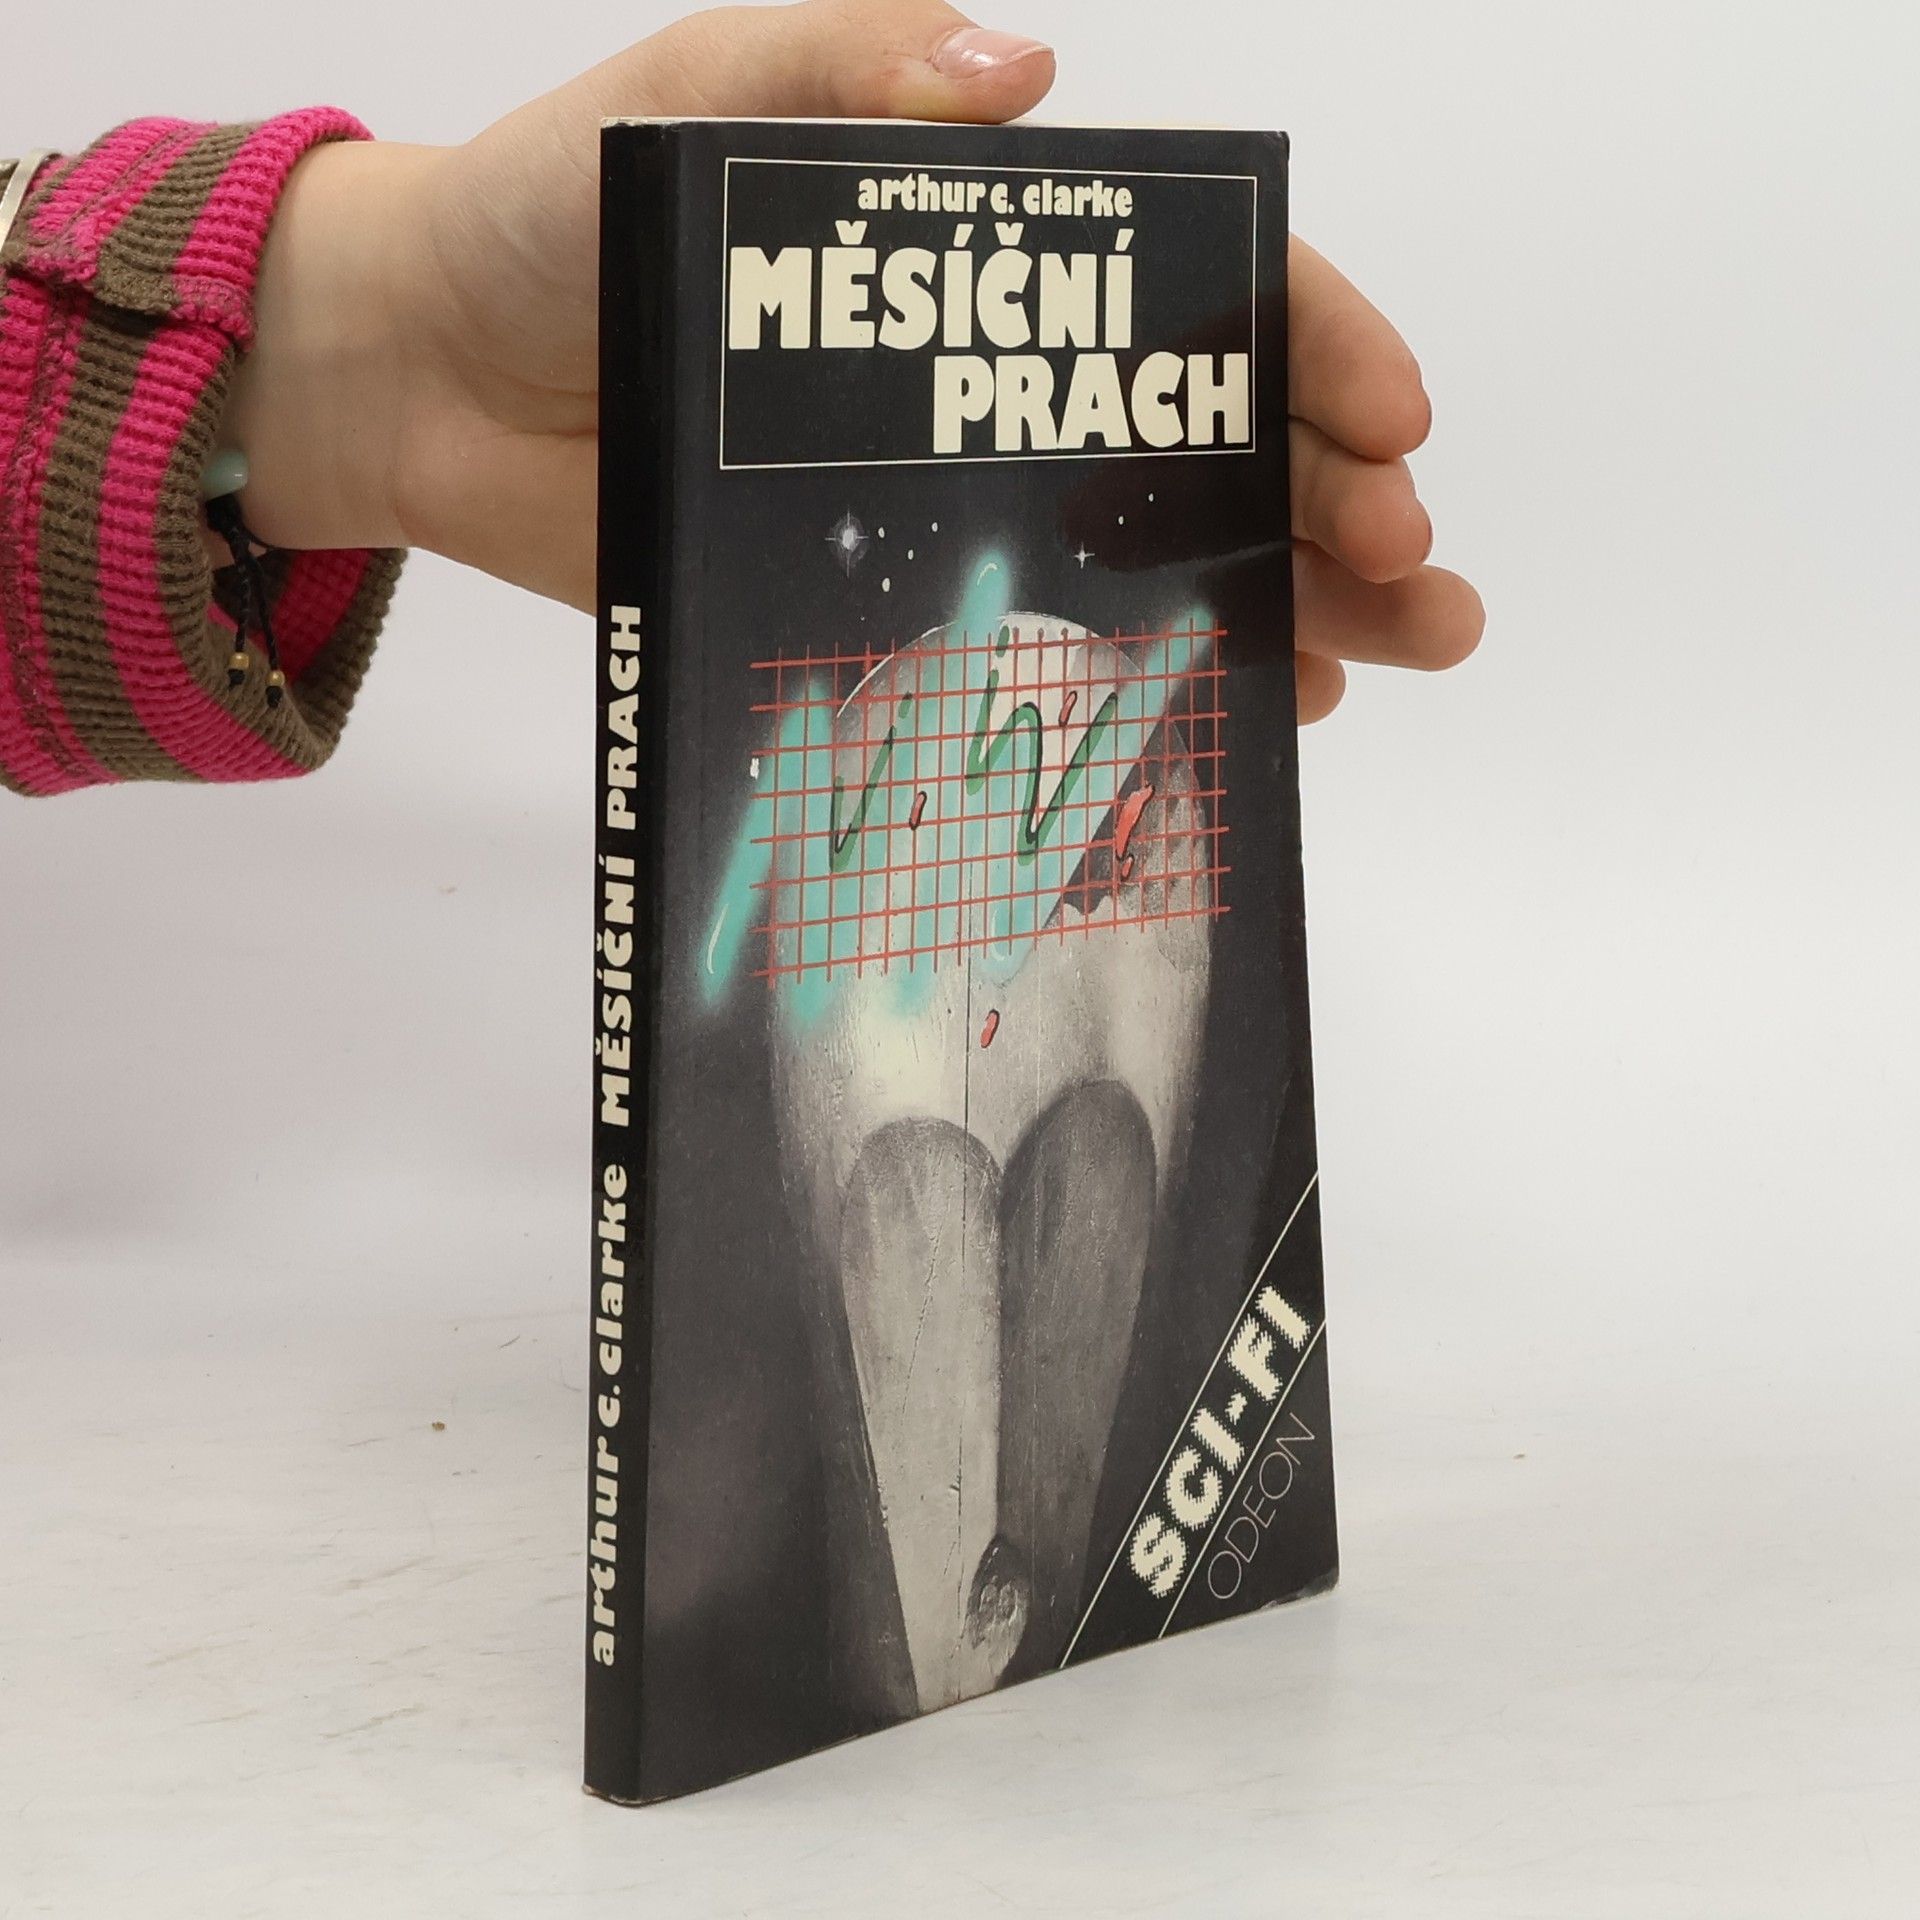 arthur c. clarke
MĚSÍČNÍ
PRACH
SCI-FI
ODEON
arthur c. clarke MĚSÍČNÍ PRACH